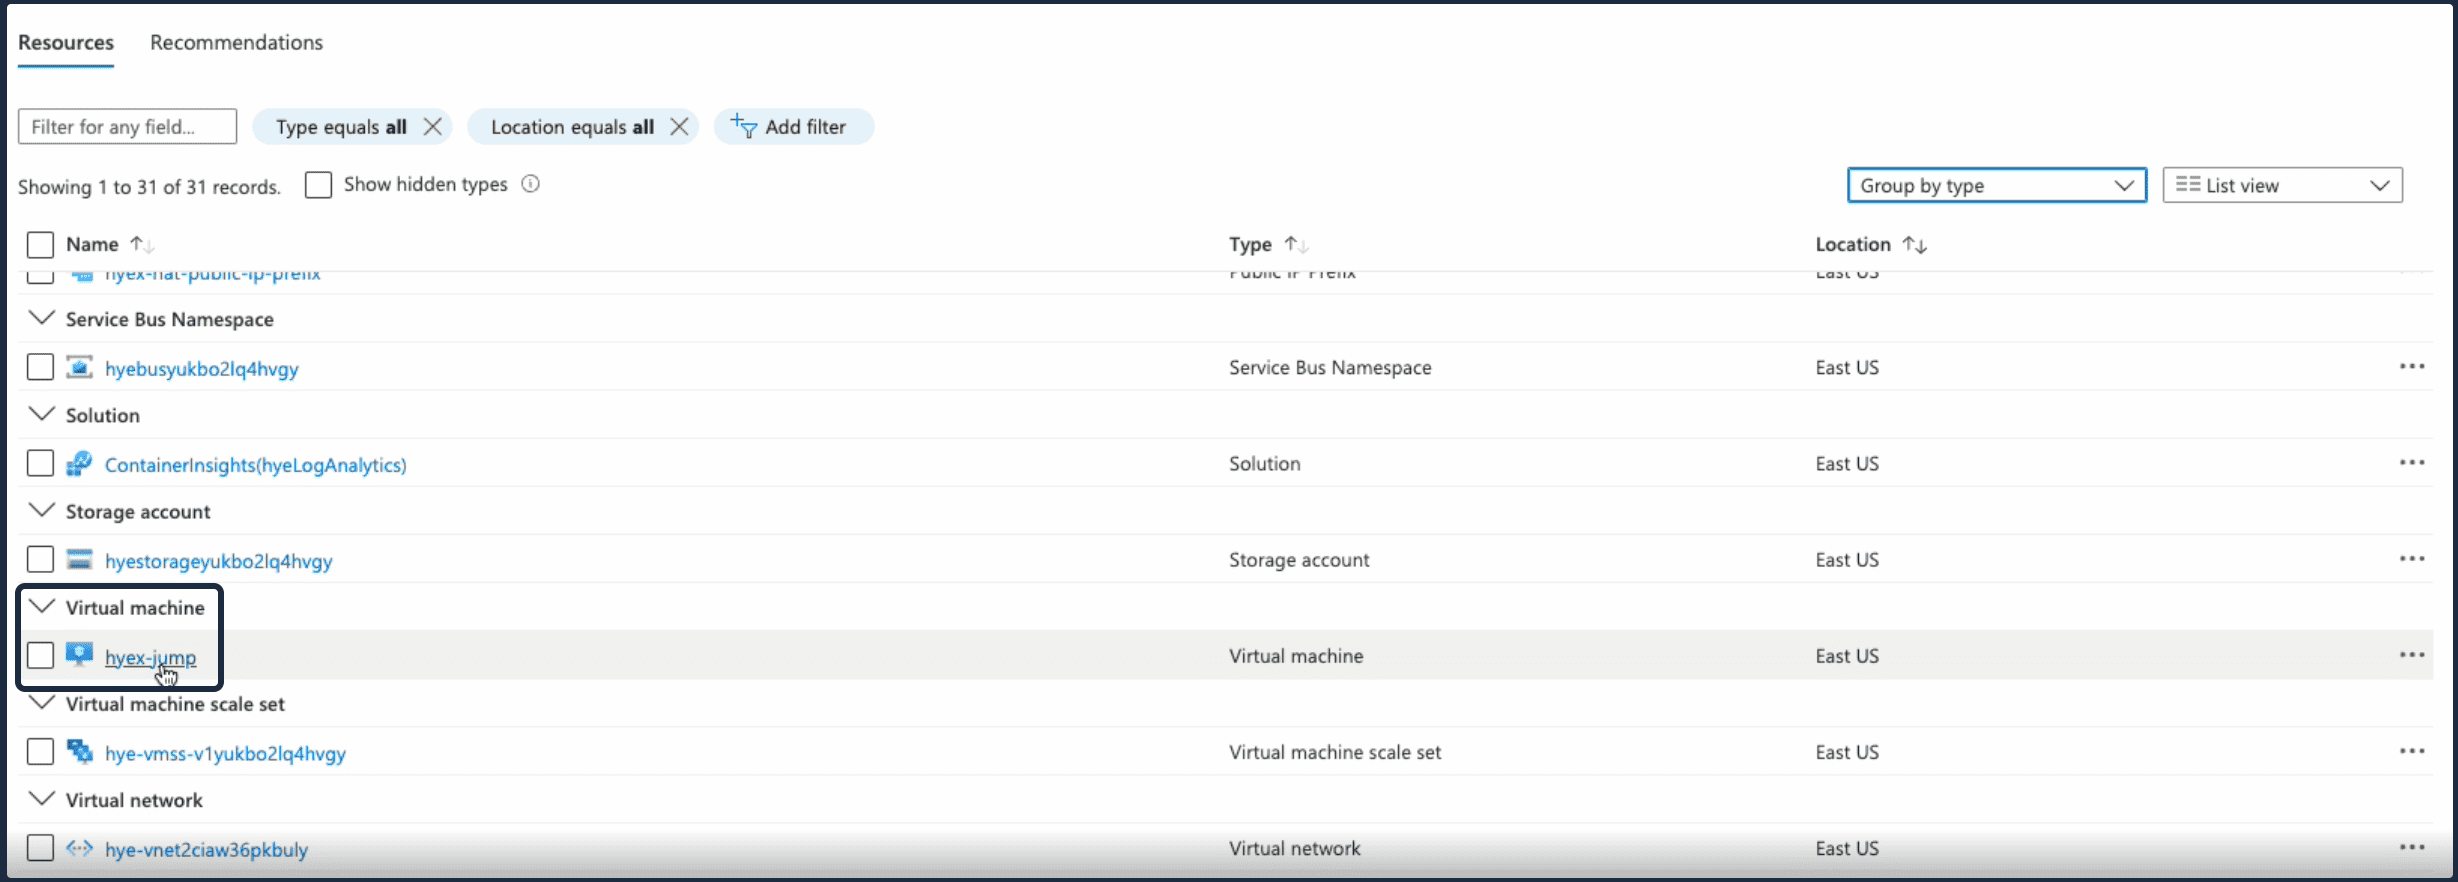 Resources Recommendations
Filter for any field... Type equals all Location equals all Add filter
Showing 1 to 31 of 31 records. Show hidden types Group by type List view
Name Type Location
hyex-nat-public-ip-prefix Public IP Prefix East US
Service Bus Namespace
hyebusyukbo2lq4hvgy Service Bus Namespace East US
Solution
ContainerInsights(hyeLogAnalytics) Solution East US
Storage account
hyestorageyukbo2lq4hvgy Storage account East US
Virtual machine
hyex-jump Virtual machine East US
Virtual machine scale set
hye-vmss-v1yukbo2lq4hvgy Virtual machine scale set East US
Virtual network
hye-vnet2ciaw36pkbuly Virtual network East US